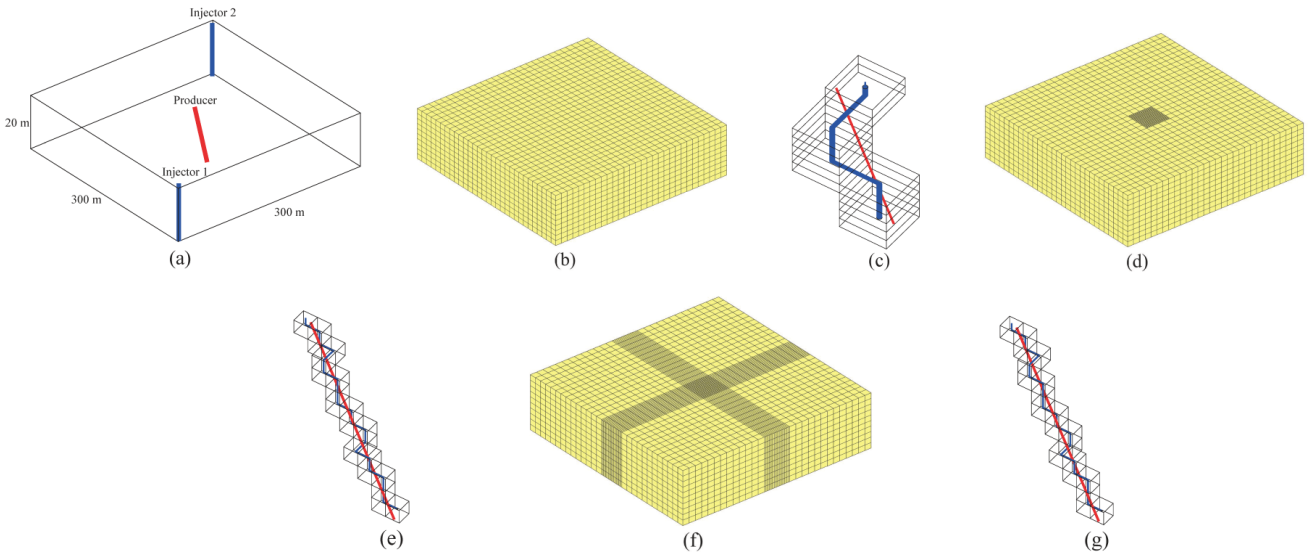 Injector 2
Producer
20 m
Injector 1
300 m
300 m
(a)
(b)
(c)
(d)
(e)
(f)
(g)